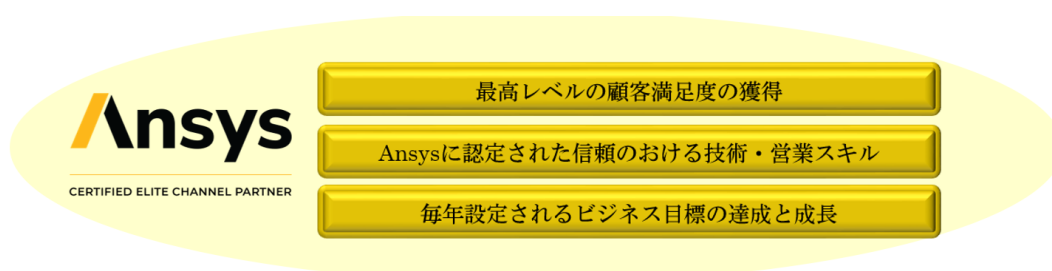 Ansys
CERTIFIED ELITE CHANNEL PARTNER
最高レベルの顧客満足度の獲得
Ansysに認定された信頼のおける技術・営業スキル
毎年設定されるビジネス目標の達成と成長